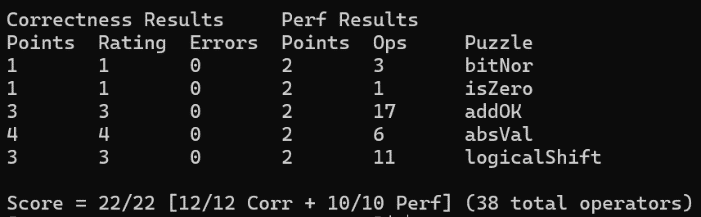 Correctness Results     Perf Results
Points  Rating  Errors  Points  Ops     Puzzle
1       1       0       2       3       bitNor
1       1       0       2       1       isZero
3       3       0       2       17      addOK
4       4       0       2       6       absVal
3       3       0       2       11      logicalShift
Score = 22/22 [12/12 Corr + 10/10 Perf] (38 total operators)